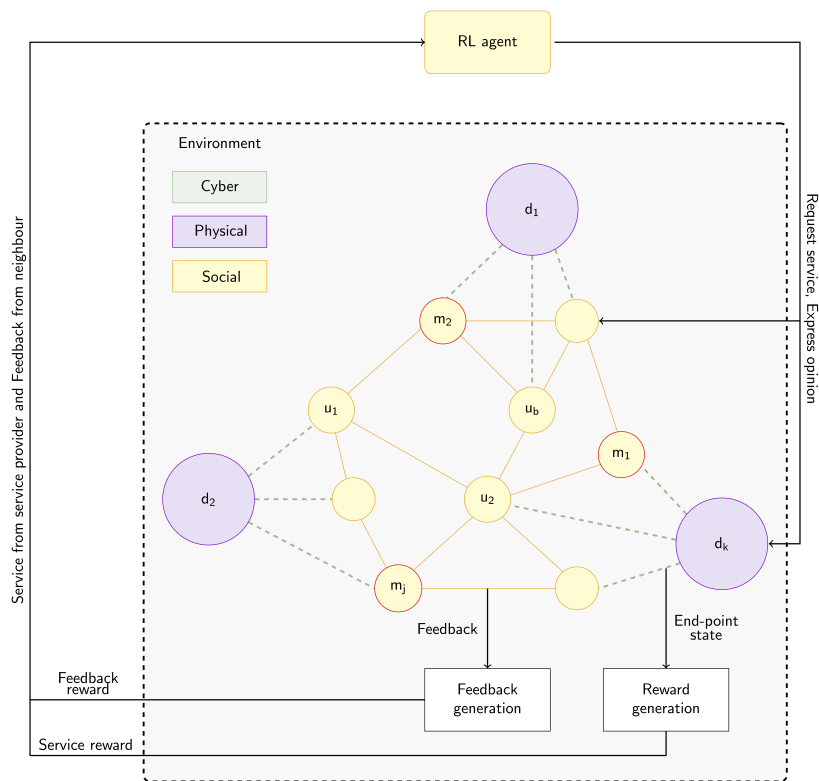 RL agent
Environment
Cyber
Physical
Social
d1
m2
u1
ub
m1
d2
u2
dk
mj
Feedback
End-point
state
Feedback
generation
Reward
generation
Feedback
reward
Service reward
Service from service provider and Feedback from neighbour
Request service, Express opinion